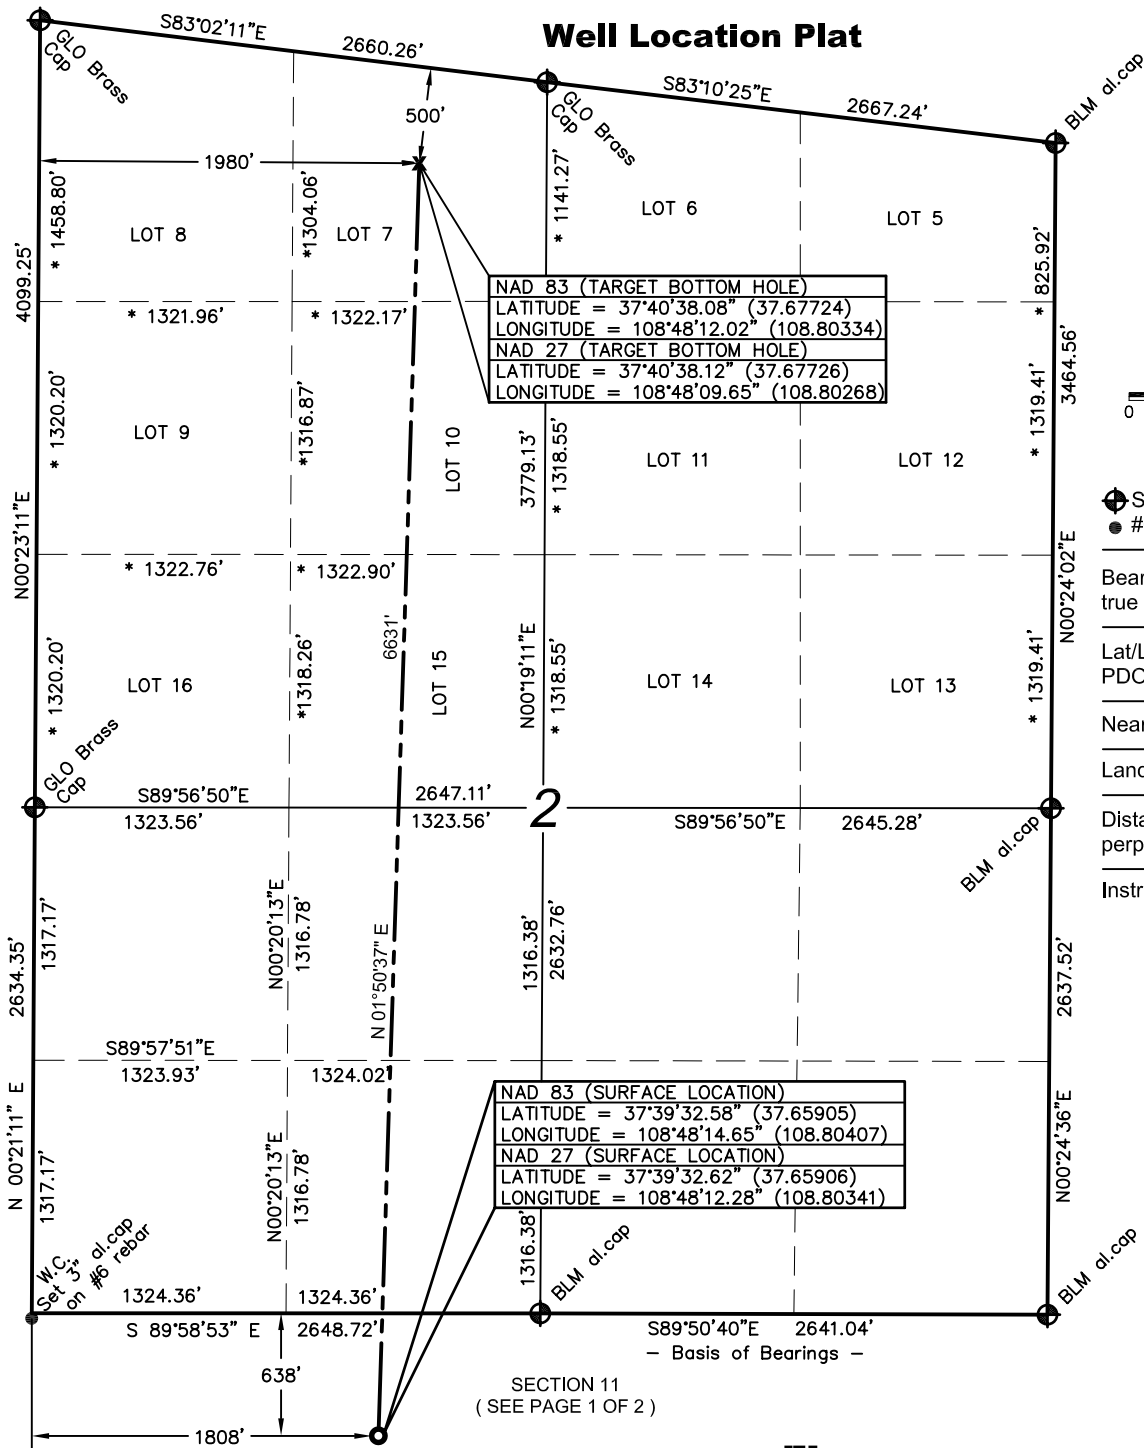 Well Location Plat
S83°02'11"E
2660.26'
S83°10'25"E
2667.24'
GLO Brass
Cap
GLO Brass
Cap
BLM al.cap
500'
1980'
* 1458.80'
*1304.06'
* 1141.27'
* 825.92'
LOT 8
LOT 7
LOT 6
LOT 5
4099.25'
3464.56'
NAD 83 (TARGET BOTTOM HOLE)
LATITUDE = 37°40'38.08" (37.67724)
LONGITUDE = 108°48'12.02" (108.80334)
NAD 27 (TARGET BOTTOM HOLE)
LATITUDE = 37°40'38.12" (37.67726)
LONGITUDE = 108°48'09.65" (108.80268)
* 1321.96'
* 1322.17'
0
* 1320.20'
*1316.87'
* 1318.55'
* 1319.41'
LOT 9
LOT 10
LOT 11
LOT 12
3779.13'
N00°23'11"E
N00°24'02"E
* 1322.76'
* 1322.90'
6631'
* 1320.20'
*1318.26'
N00°19'11"E
* 1318.55'
* 1319.41'
LOT 16
LOT 15
LOT 14
LOT 13
S
#
Bear
true
Lat/L
PDO
Near
Land
Dista
perp
Instr
GLO Brass
Cap
S89°56'50"E
2647.11'
1323.56'
1323.56'
2
S89°56'50"E
2645.28'
BLM al.cap
2634.35'
1317.17'
N00°20'13"E
1316.78'
N 01°50'37" E
1316.38'
2632.76'
2637.52'
S89°57'51"E
1323.93'
1324.02'
NAD 83 (SURFACE LOCATION)
LATITUDE = 37°39'32.58" (37.65905)
LONGITUDE = 108°48'14.65" (108.80407)
NAD 27 (SURFACE LOCATION)
LATITUDE = 37°39'32.62" (37.65906)
LONGITUDE = 108°48'12.28" (108.80341)
N 00°21'11" E
1317.17'
N00°20'13"E
1316.78'
1316.38'
N00°24'36"E
W.C.
Set 3" al.cap
on #6 rebar
BLM al.cap
BLM al.cap
1324.36'
1324.36'
S 89°58'53" E
2648.72'
S89°50'40"E
2641.04'
– Basis of Bearings –
638'
SECTION 11
( SEE PAGE 1 OF 2 )
1808'